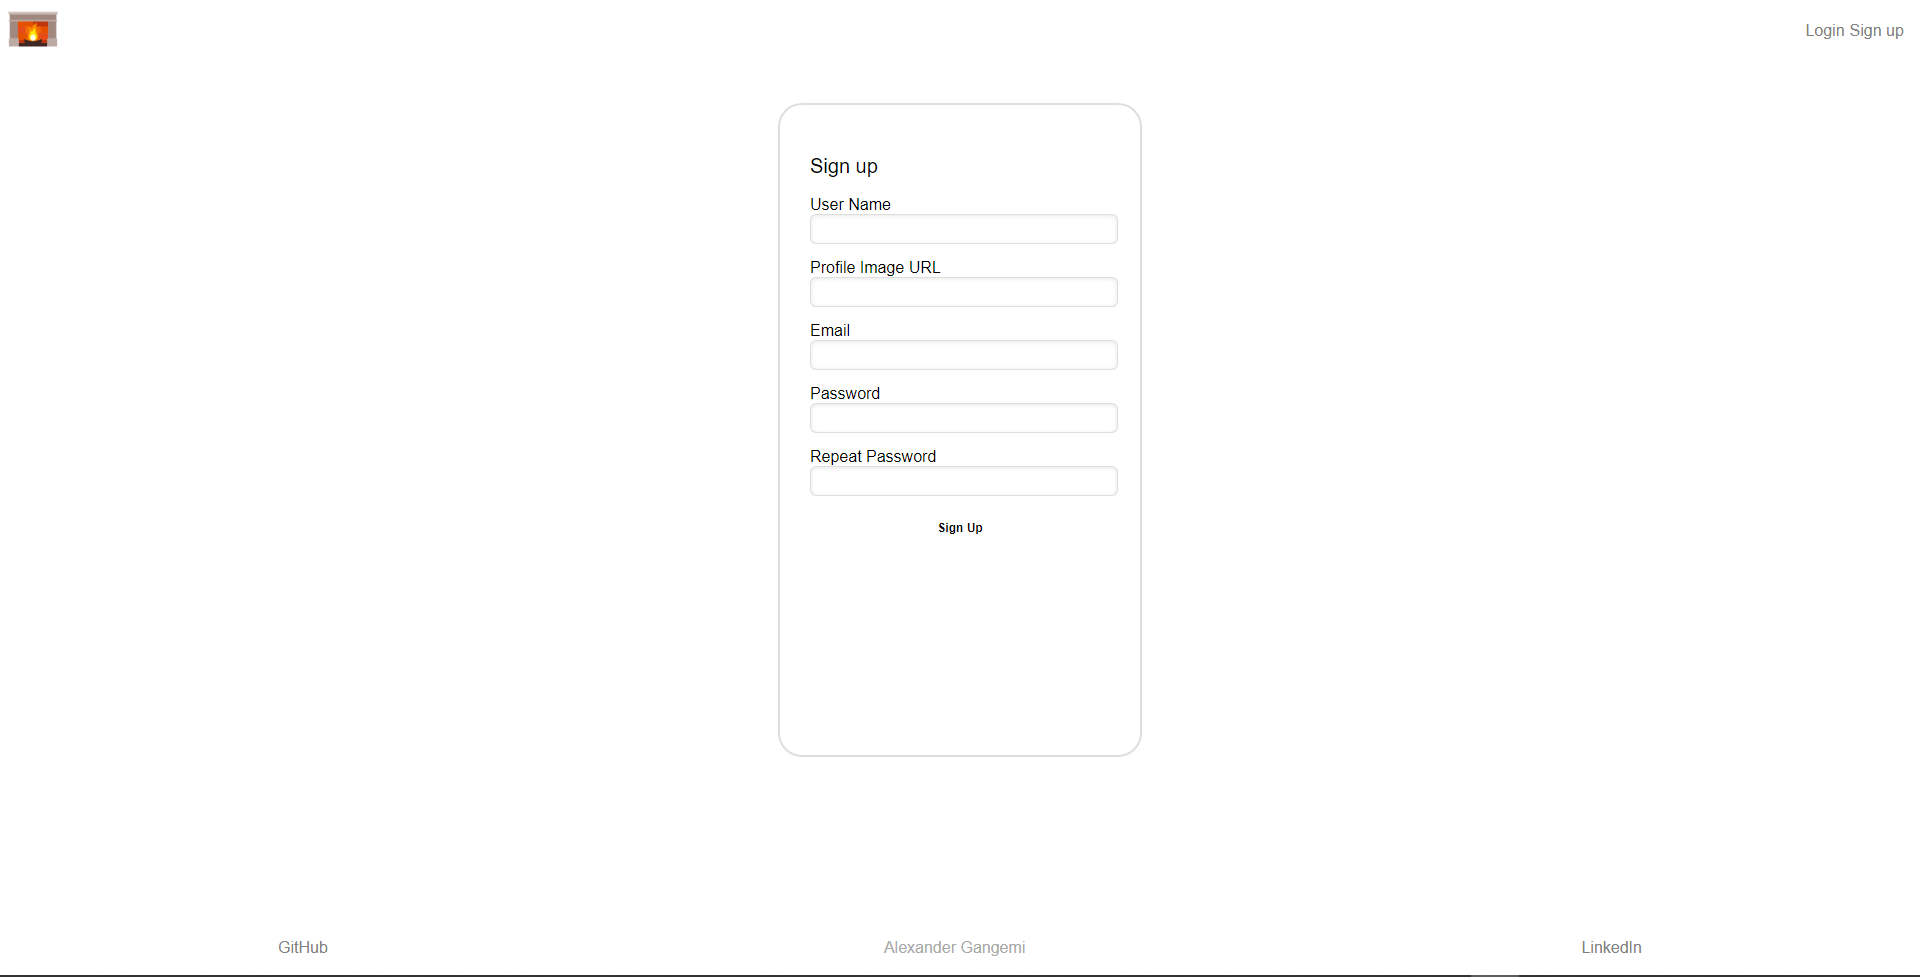 Login Sign up
Sign up
User Name
Profile Image URL
Email
Password
Repeat Password
Sign Up
GitHub Alexander Gangemi LinkedIn